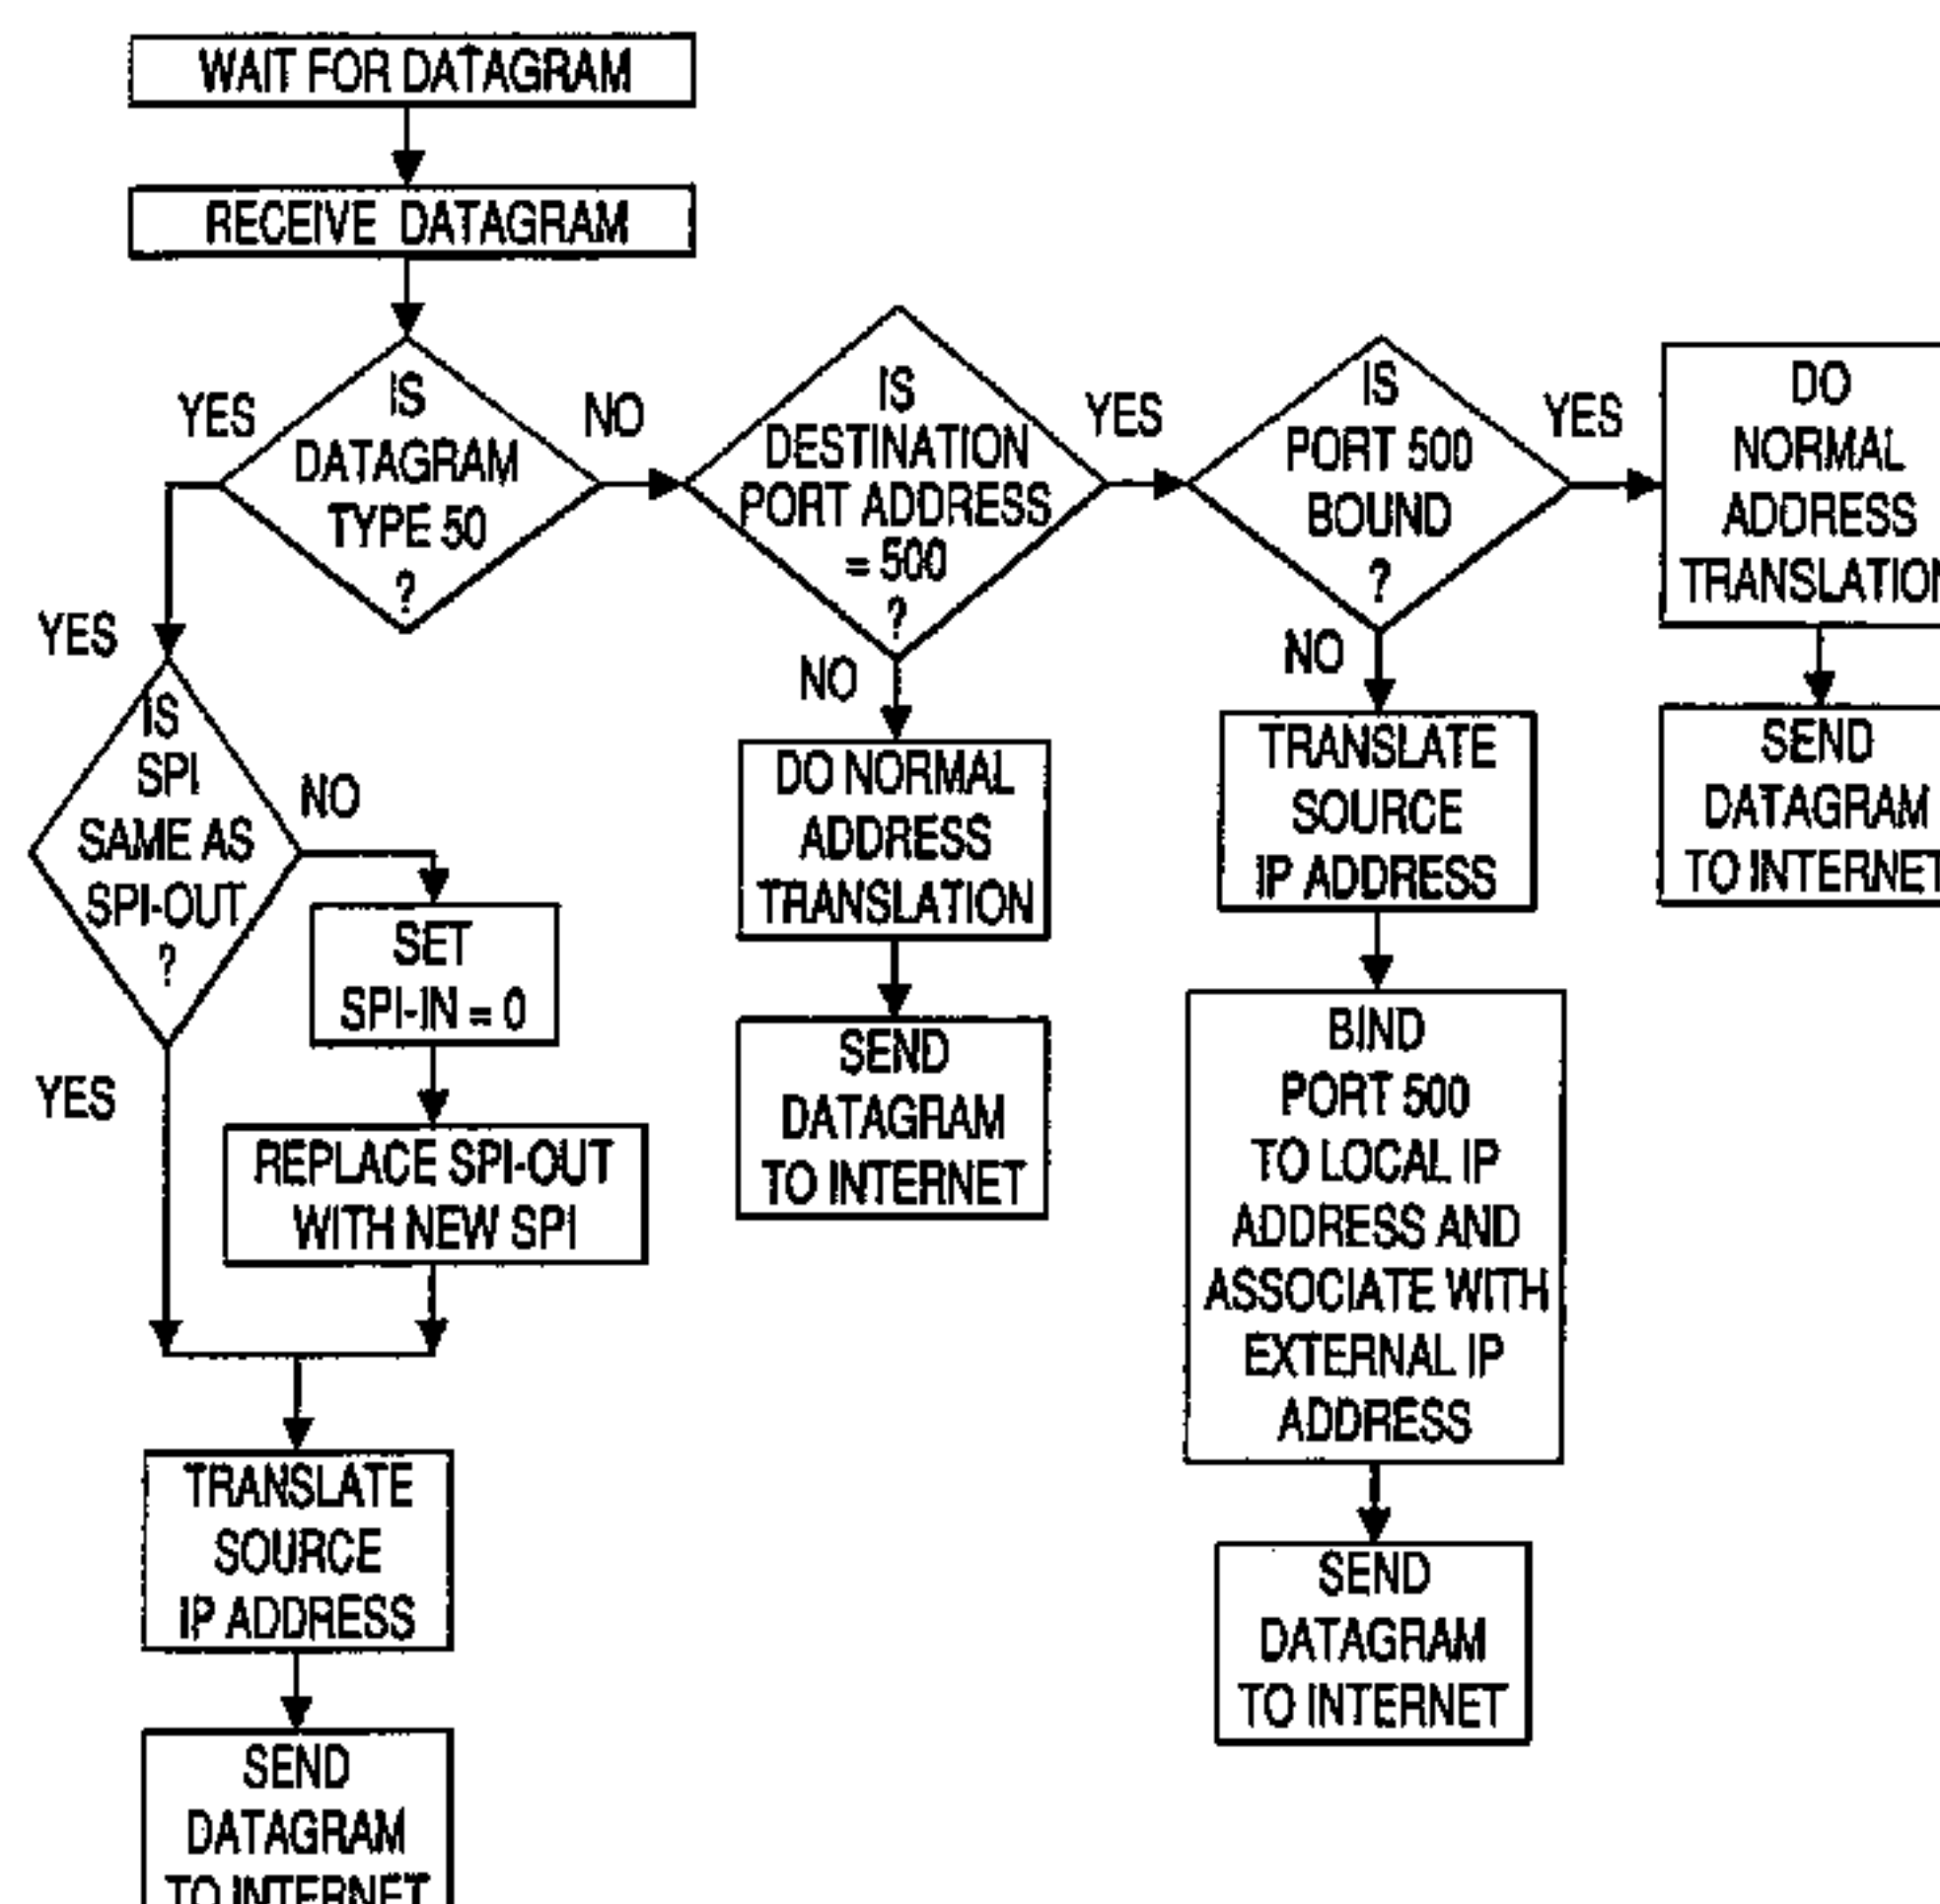 WAIT FOR DATAGRAM
RECEIVE DATAGRAM
YES
IS
DATAGRAM
TYPE 50
?
NO
IS
DESTINATION
PORT ADDRESS
= 500
?
YES
IS
PORT 500
BOUND
?
YES
DO
NORMAL
ADDRESS
TRANSLATION
YES
IS
SPI
SAME AS
SPI-OUT
?
NO
SET
SPI-IN = 0
YES
REPLACE SPI-OUT
WITH NEW SPI
TRANSLATE
SOURCE
IP ADDRESS
SEND
DATAGRAM
TO INTERNET
NO
DO NORMAL
ADDRESS
TRANSLATION
SEND
DATAGRAM
TO INTERNET
NO
TRANSLATE
SOURCE
IP ADDRESS
BIND
PORT 500
TO LOCAL IP
ADDRESS AND
ASSOCIATE WITH
EXTERNAL IP
ADDRESS
SEND
DATAGRAM
TO INTERNET
SEND
DATAGRAM
TO INTERNET